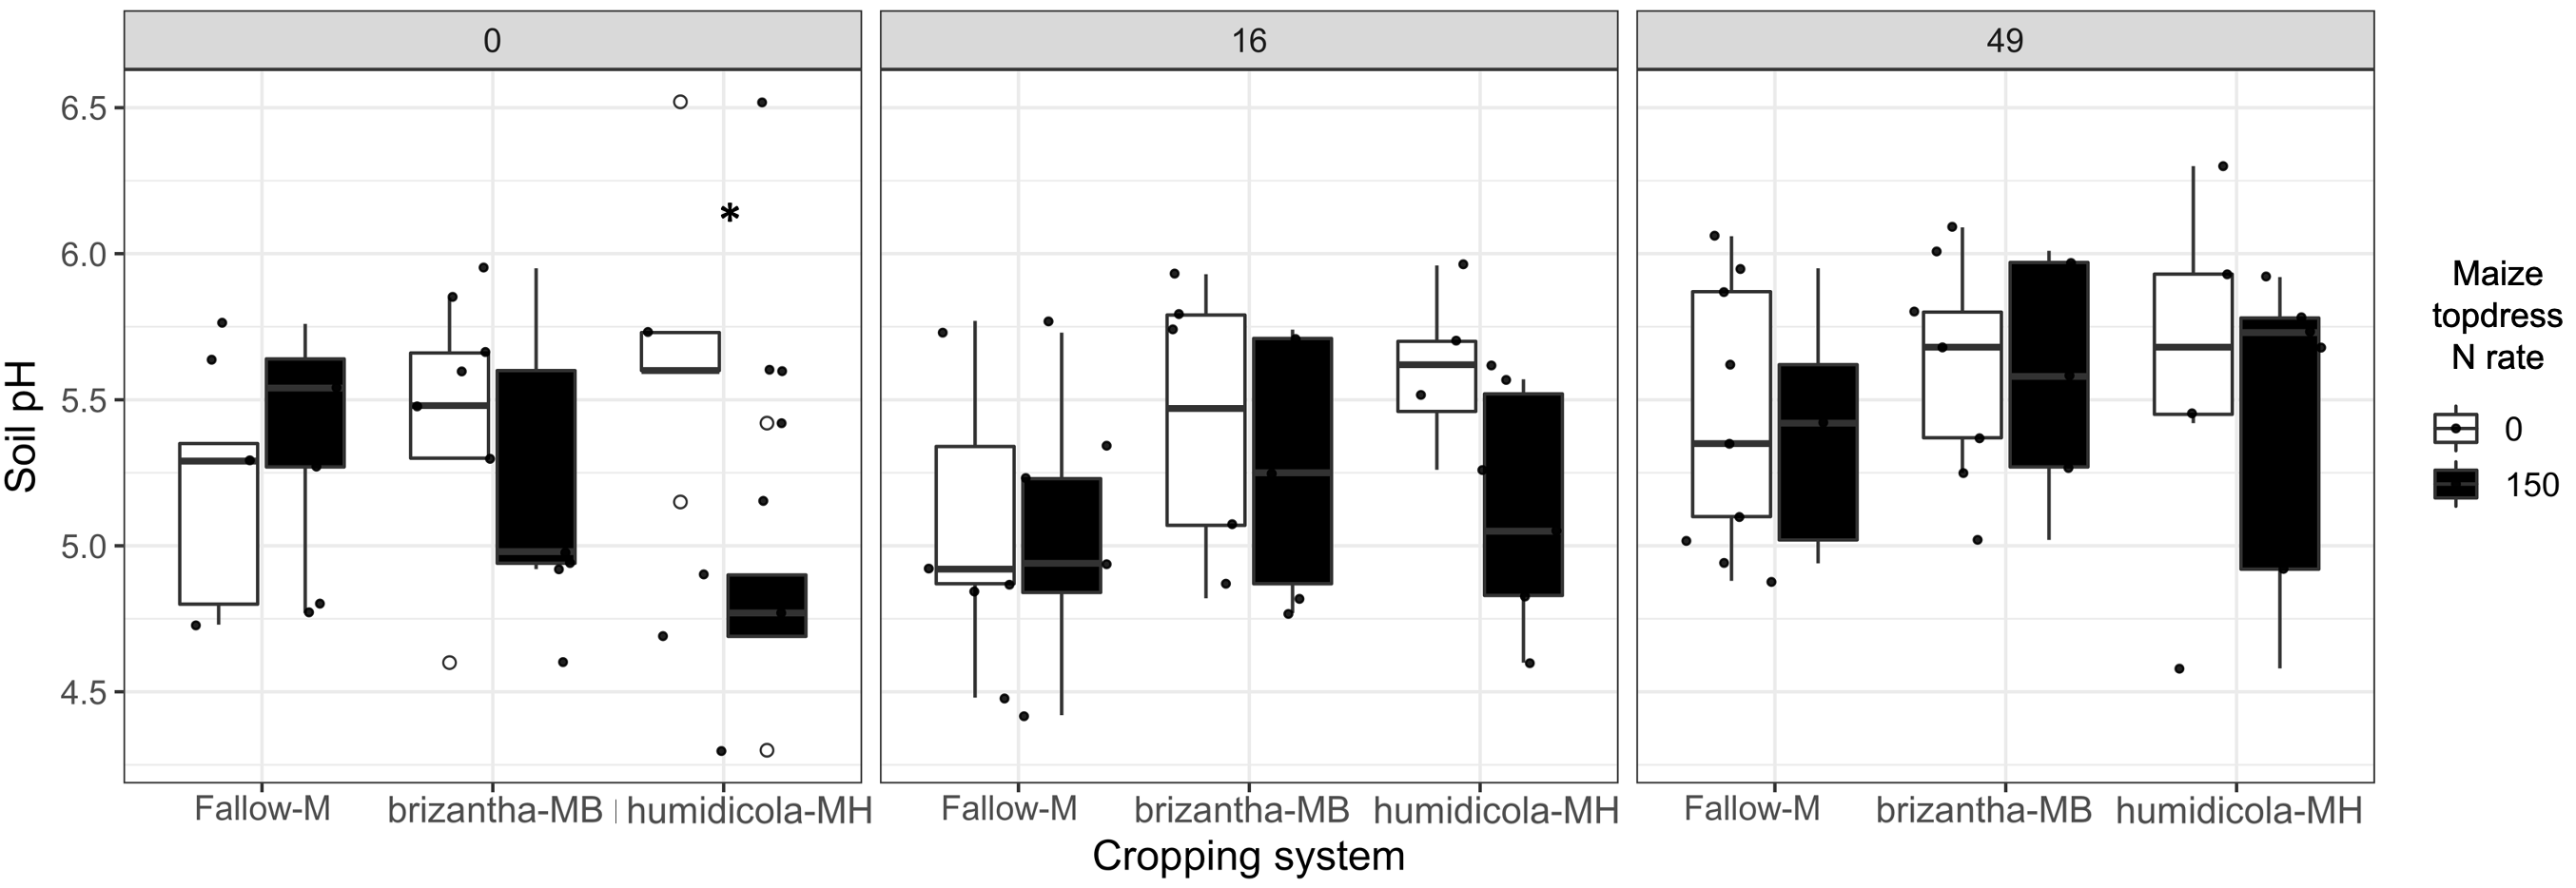 0
16
49
Soil pH
6.5
6.0
5.5
5.0
4.5
*
Fallow-M
brizantha-MB
humidicola-MH
Fallow-M
brizantha-MB
humidicola-MH
Fallow-M
brizantha-MB
humidicola-MH
Cropping system
Maize
topdress
N rate
0
150